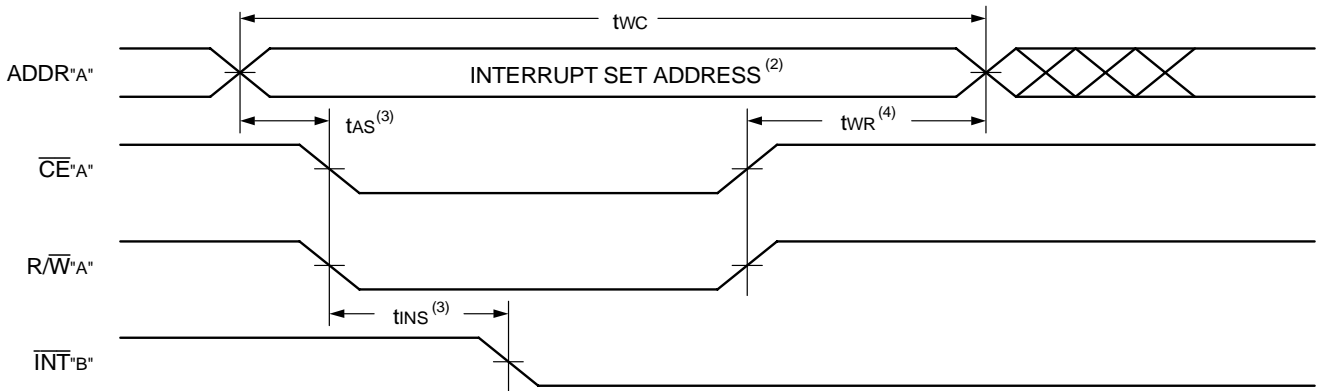 tWC
ADDR"A"
INTERRUPT SET ADDRESS(2)
tAS(3)
tWR(4)
CE"A"
R/W"A"
tINS(3)
INT"B"